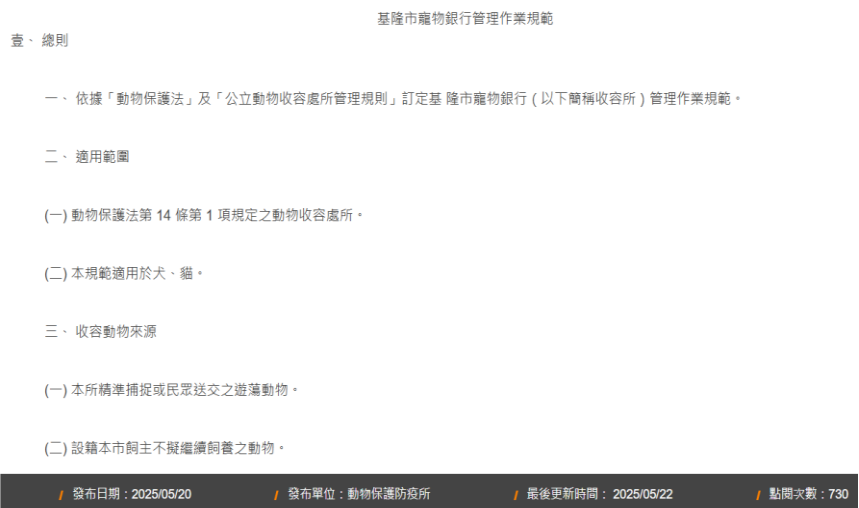 基隆市寵物銀行管理作業規範
壹、 總則
一、 依據「動物保護法」及「公立動物收容處所管理規則」訂定基 隆市寵物銀行 ( 以下簡稱收容所 ) 管理作業規範。
二、 適用範圍
(一) 動物保護法第 14 條第 1 項規定之動物收容處所。
(二) 本規範適用於犬、貓。
三、 收容動物來源
(一) 本所精準捕捉或民眾送交之遊蕩動物。
(二) 設籍本市飼主不擬繼續飼養之動物。
/ 發布日期：2025/05/20 / 發布單位：動物保護防疫所 / 最後更新時間： 2025/05/22 / 點閱次數：730